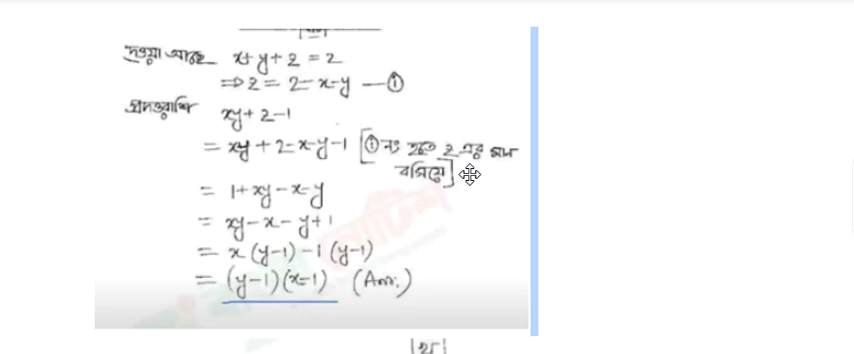 দেওয়া আছে x+y+z=2
⇒ z = 2-x-y —①
প্রদত্তরাশি xy+z-1
= xy+2-x-y-1 [①নং হতে z এর মান
বসিয়ে]
= 1+xy-x-y
= xy-x-y+1
= x(y-1)-1(y-1)
= (y-1)(x-1) (Ans:)